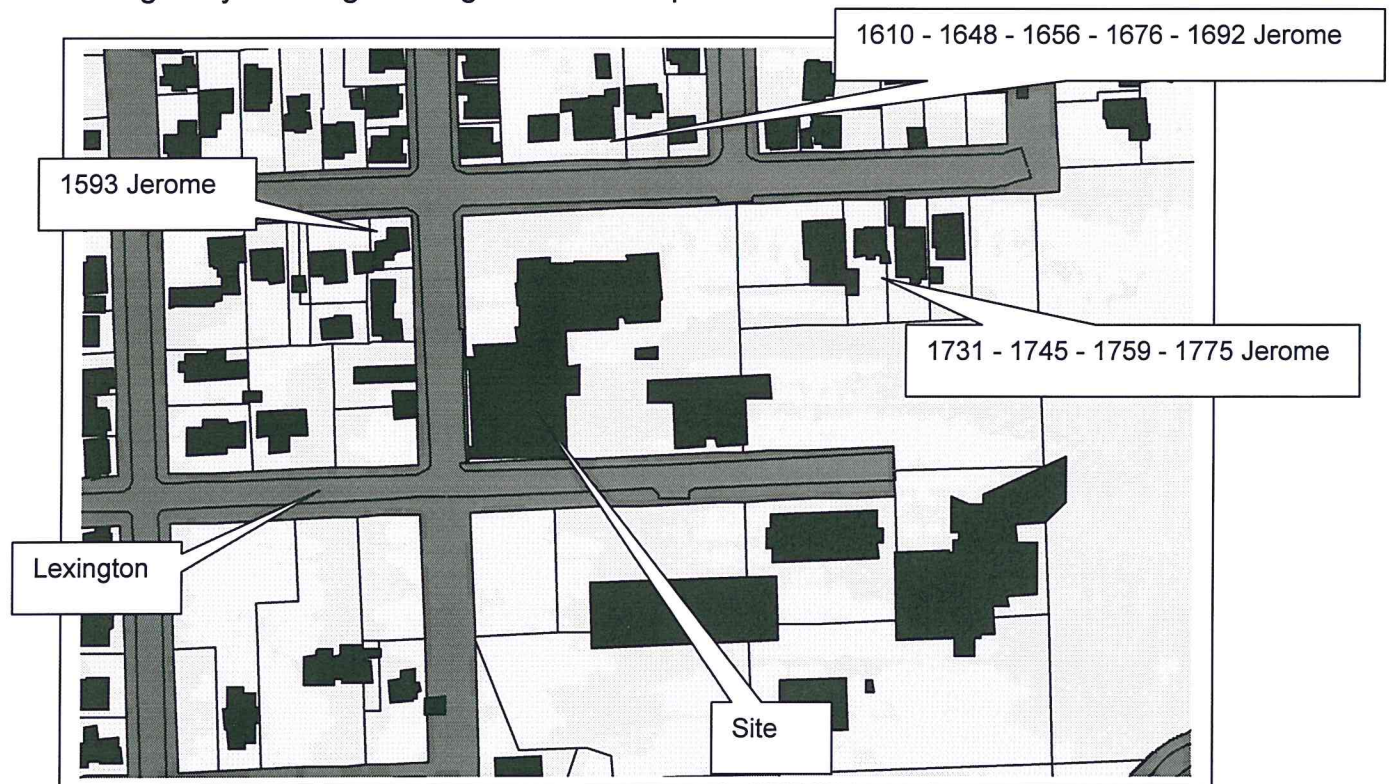 1610 - 1648 - 1656 - 1676 - 1692 Jerome
1593 Jerome
1731 - 1745 - 1759 - 1775 Jerome
Lexington
Site